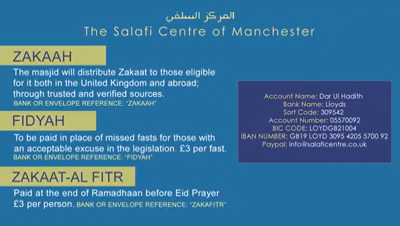 المركز السلفي
The Salafi Centre of Manchester
ZAKAAH
The masjid will distribute Zakaat to those eligible
for it both in the United Kingdom and abroad;
through trusted and verified sources.
BANK OR ENVELOPE REFERENCE: "ZAKAAH"
FIDYAH
To be paid in place of missed fasts for those with
an acceptable excuse in the legislation. £3 per fast.
BANK OR ENVELOPE REFERENCE: "FIDYAH"
ZAKAAT-AL FITR
Paid at the end of Ramadhaan before Eid Prayer
£3 per person. BANK OR ENVELOPE REFERENCE: "ZAKAFITR"
Account Name: Dar Ul Hadith
Bank Name: Lloyds
Sort Code: 309542
Account Number: 05570092
BIC CODE: LOYDGB21004
IBAN NUMBER: GB19 LOYD 3095 4205 5700 92
Paypal: info@salaficentre.co.uk